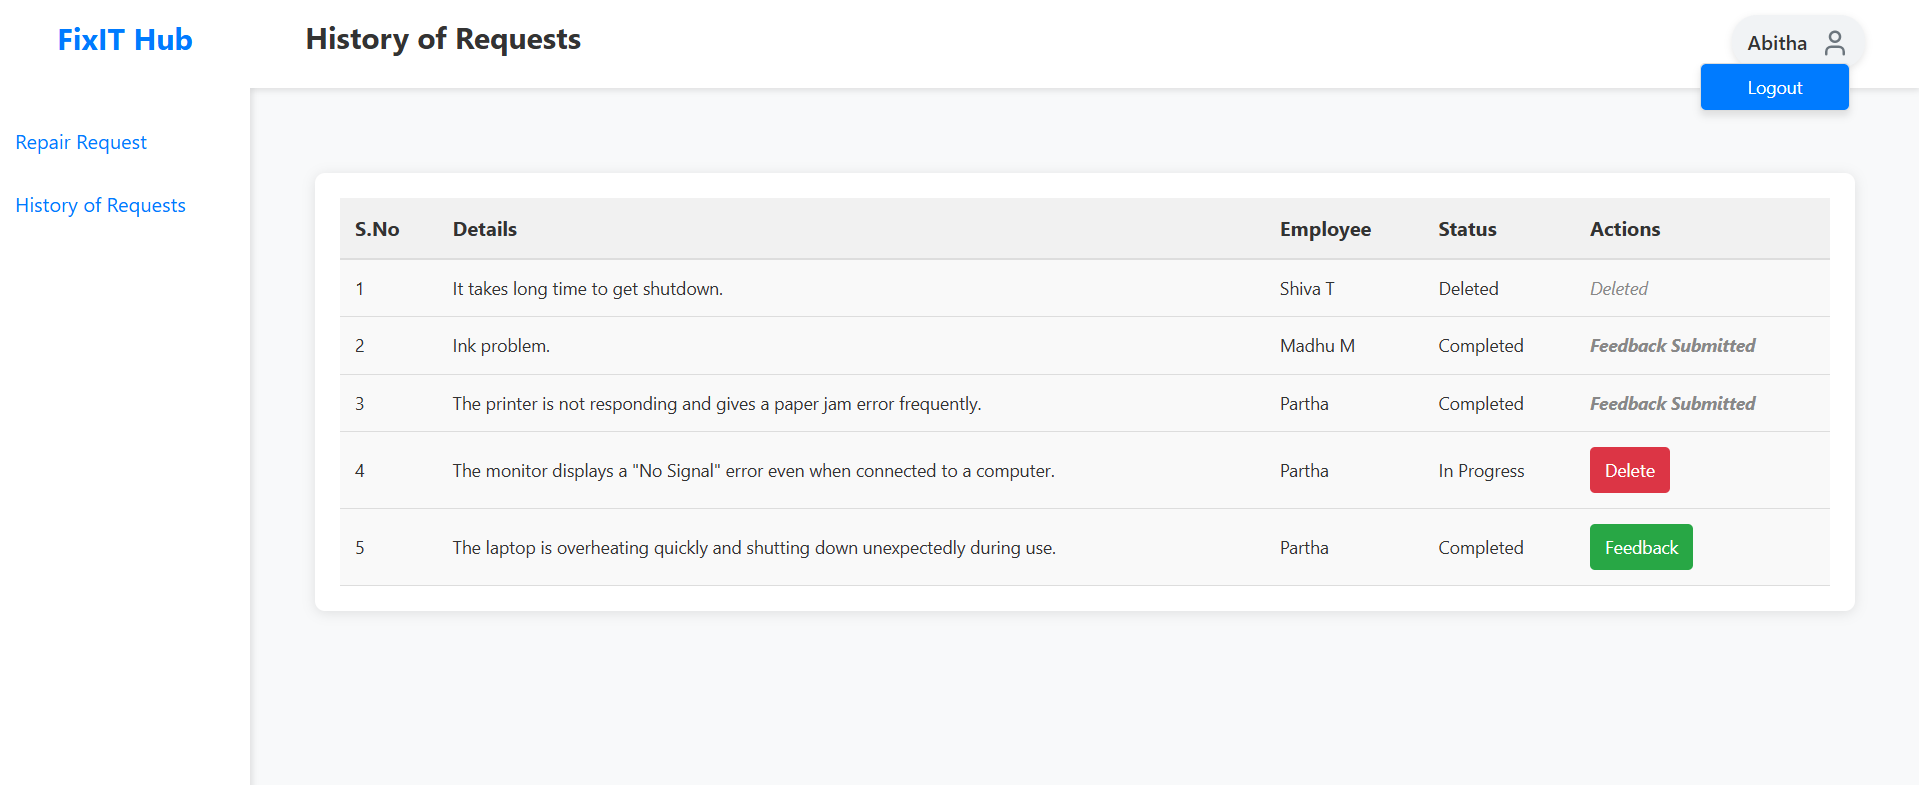 FixIT Hub
History of Requests
Abitha
Logout
Repair Request
History of Requests
S.No Details Employee Status Actions
1 It takes long time to get shutdown. Shiva T Deleted Deleted
2 Ink problem. Madhu M Completed Feedback Submitted
3 The printer is not responding and gives a paper jam error frequently. Partha Completed Feedback Submitted
4 The monitor displays a "No Signal" error even when connected to a computer. Partha In Progress Delete
5 The laptop is overheating quickly and shutting down unexpectedly during use. Partha Completed Feedback